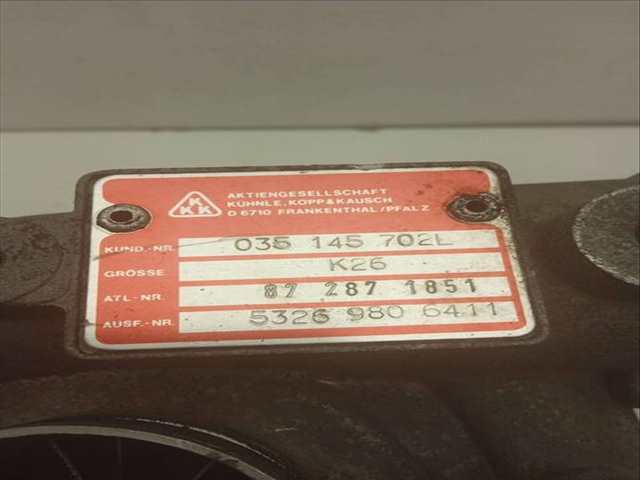 KKK
AKTIENGESELLSCHAFT
KÜHNLE, KOPP & KAUSCH
D 6710 FRANKENTHAL/PFALZ
KUND.-NR. 035 145 702L
GRÖSSE K26
ATL-NR. 87 287 1851
AUSF.-NR. 5326 980 6411